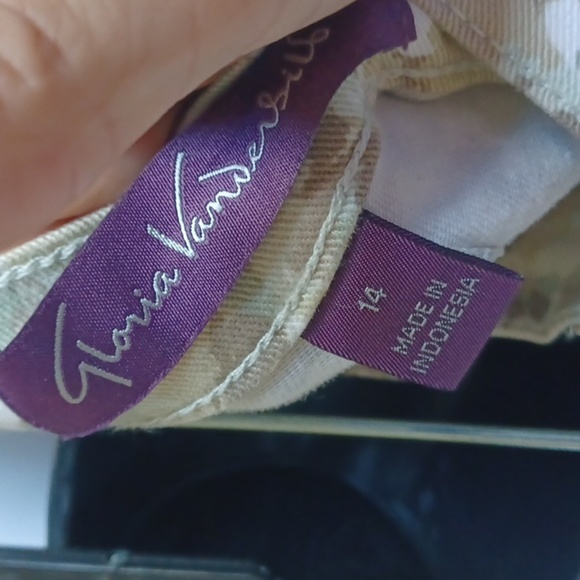 Gloria Vanderbilt
14
MADE IN
INDONESIA